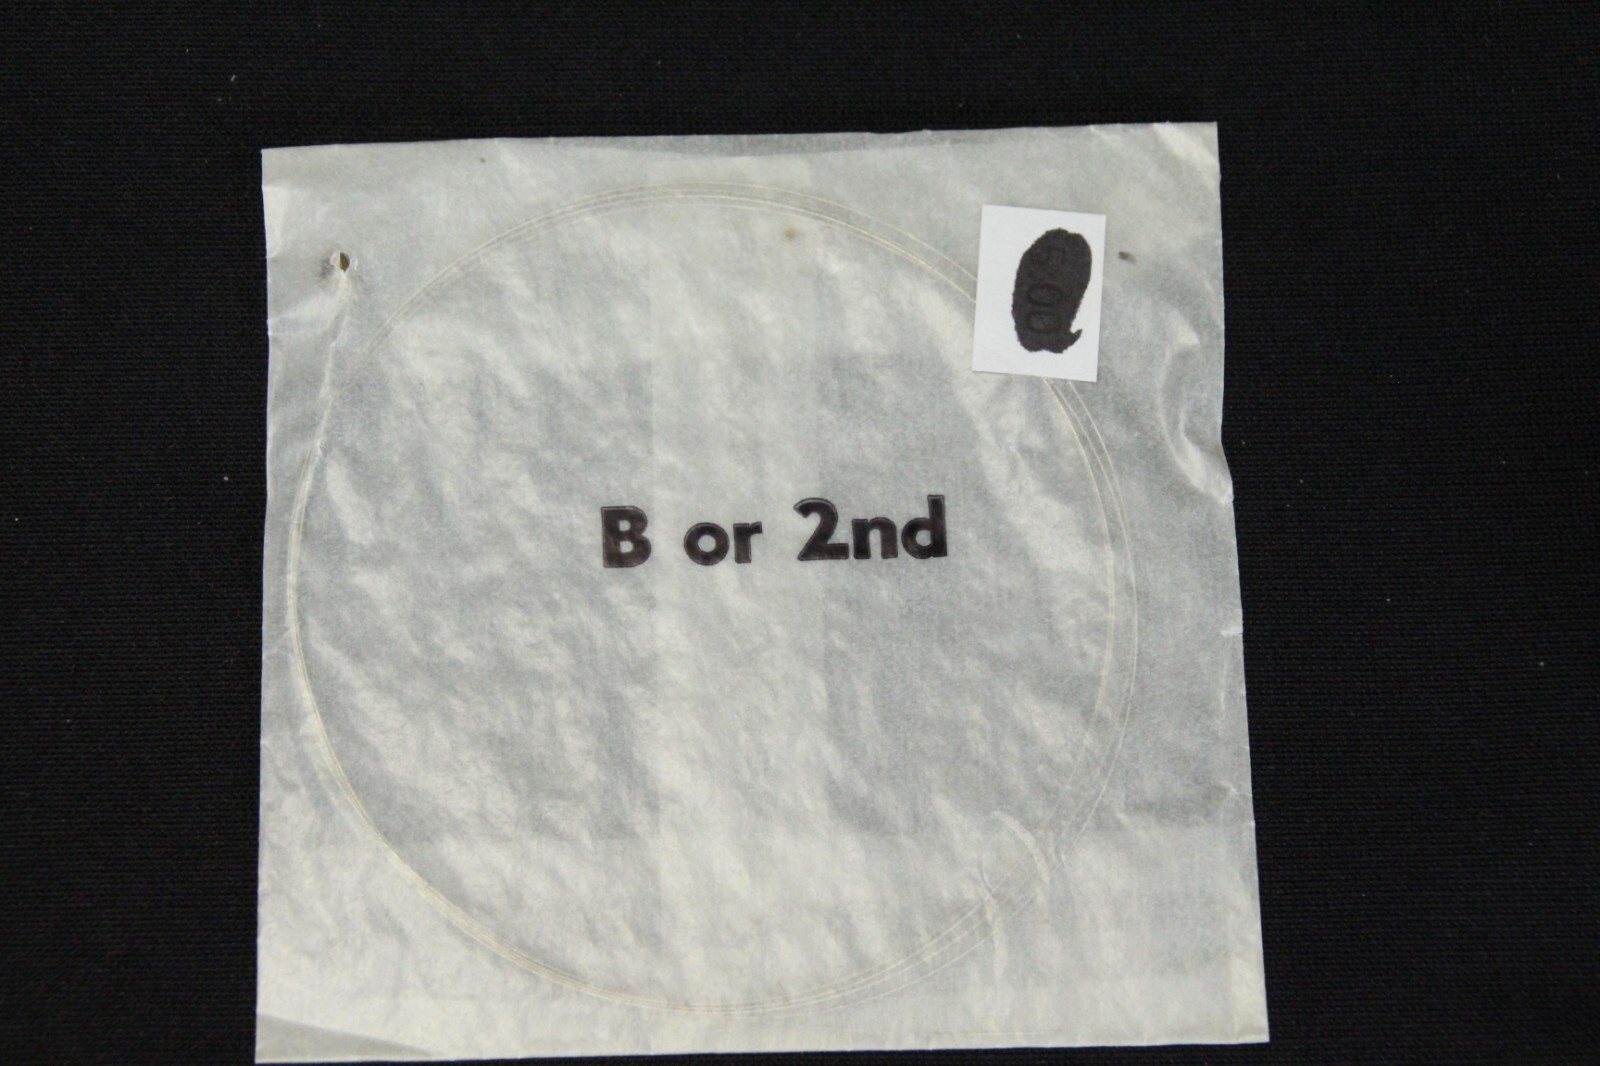 B or 2nd